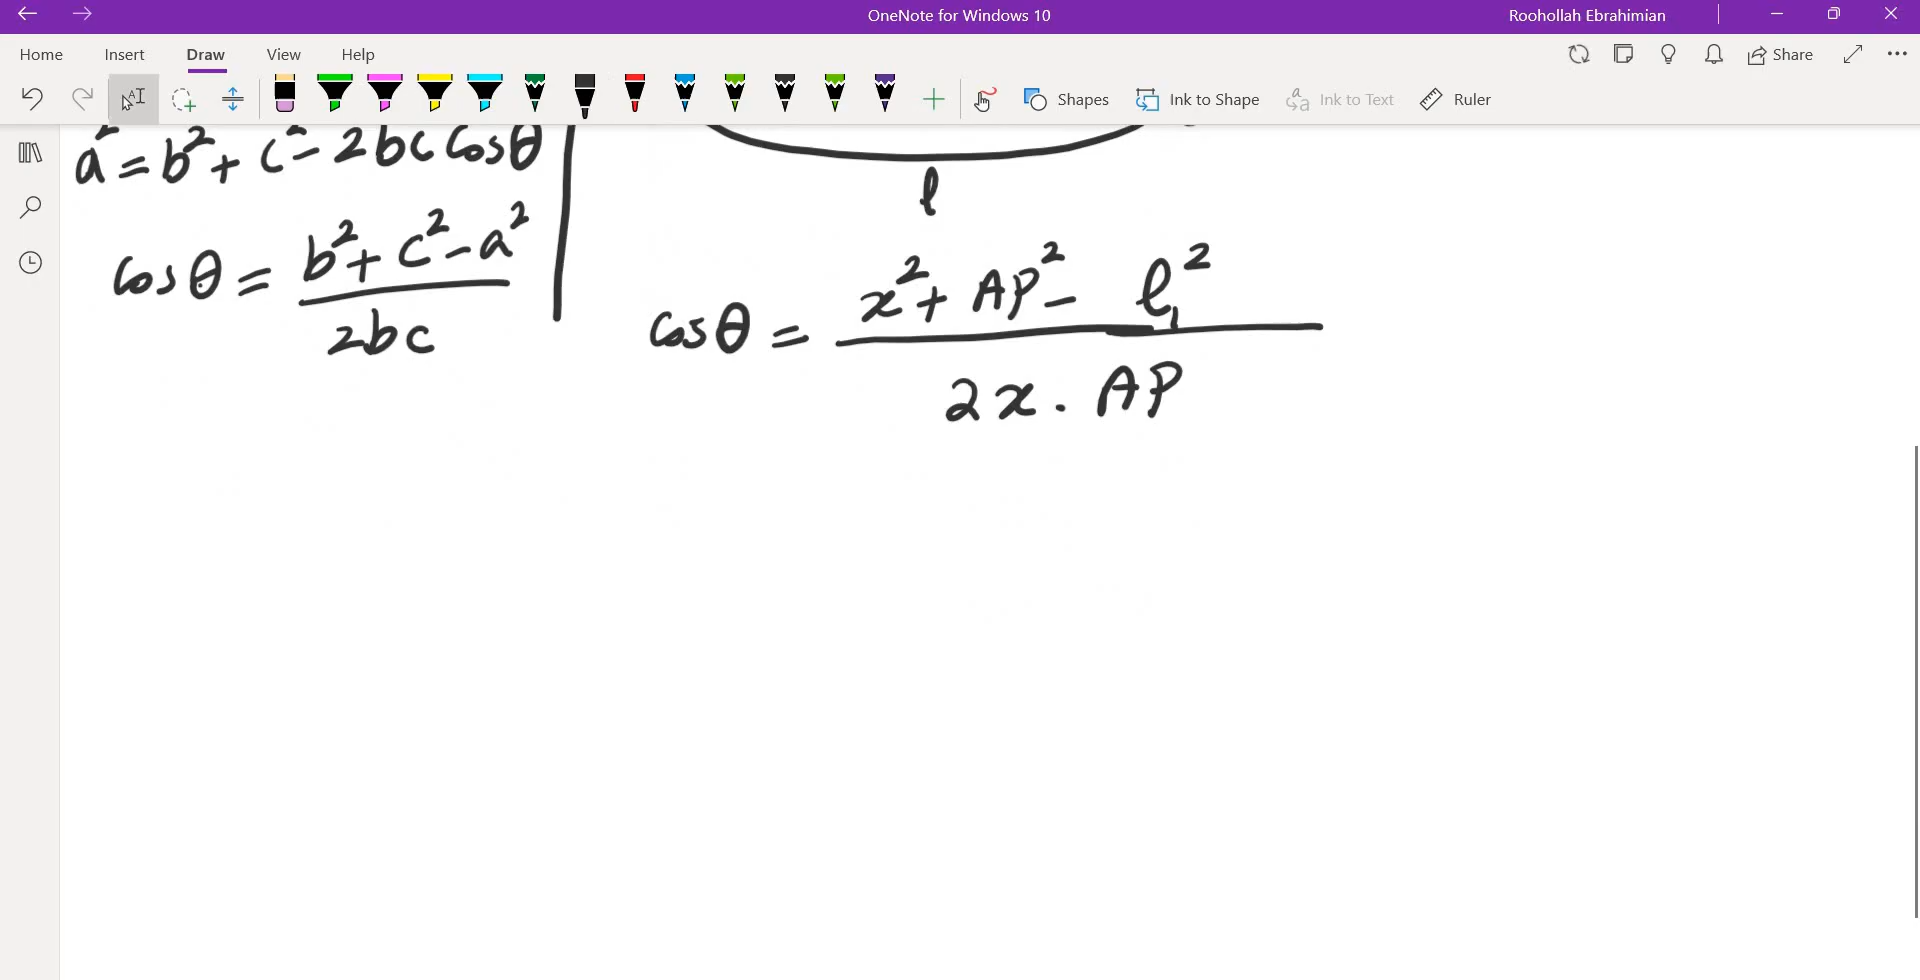 OneNote for Windows 10
Roohollah Ebrahimian
Home Insert Draw View Help
Share
Shapes Ink to Shape Ink to Text Ruler
a² = b² + c² - 2bc cosθ
l
cosθ = b² + c² - a² / 2bc
cosθ = x² + AP² - l₁² / 2x . AP